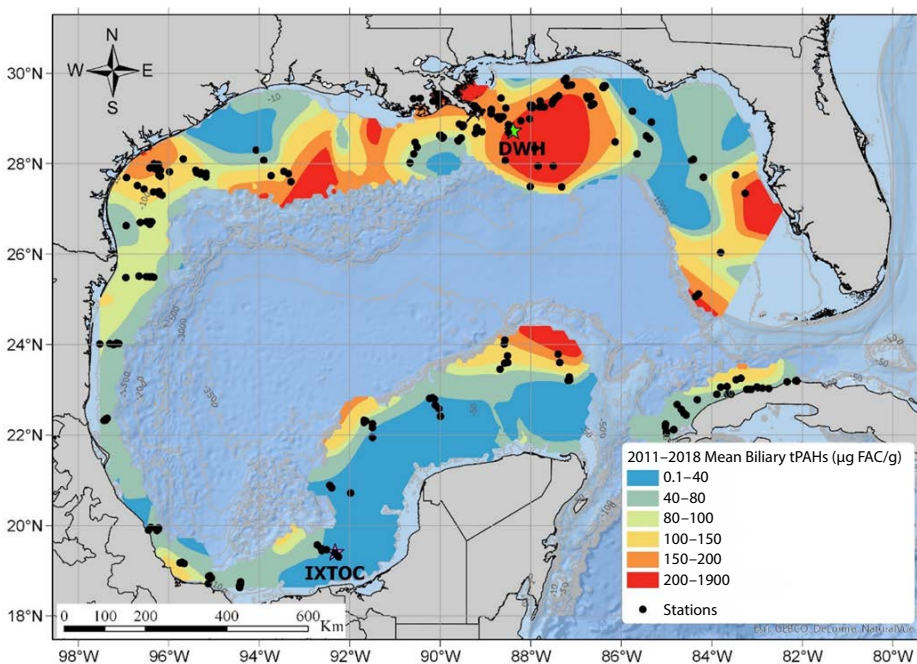 N
W E
S
30°N
28°N
26°N
24°N
22°N
20°N
18°N
DWH
IXTOC
2011–2018 Mean Biliary tPAHs (µg FAC/g)
0.1–40
40–80
80–100
100–150
150–200
200–1900
Stations
0 100 200 400 600
Km
98°W 96°W 94°W 92°W 90°W 88°W 86°W 84°W 82°W 80°W